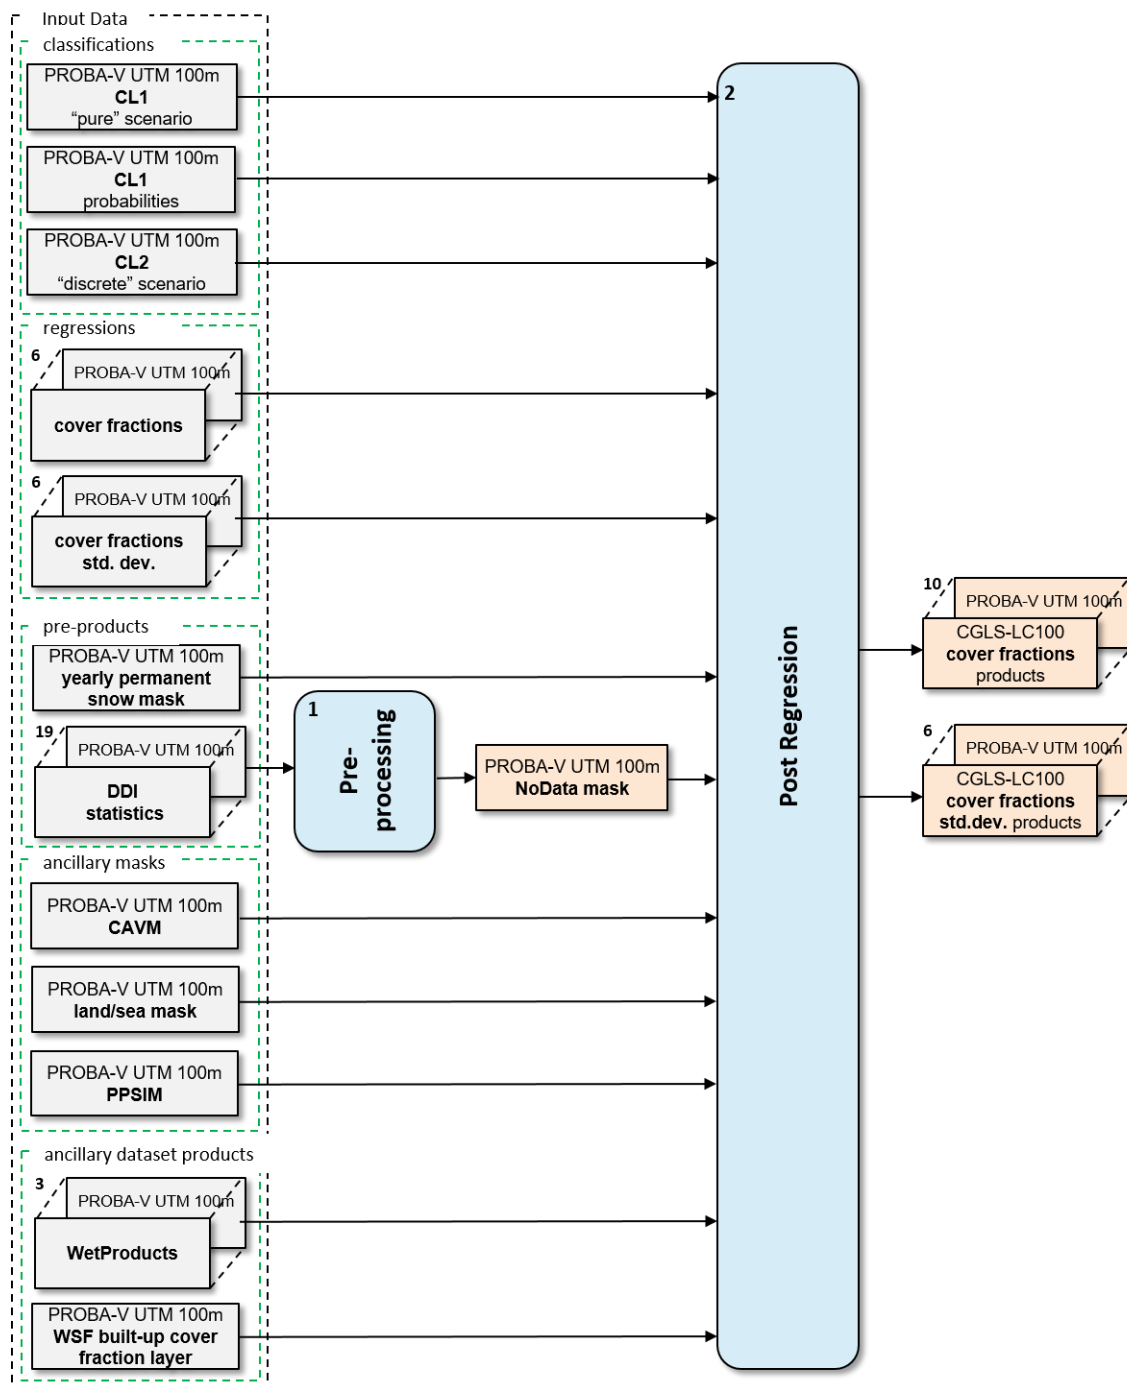 Input Data
classifications
PROBA-V UTM 100m
CL1
“pure” scenario
PROBA-V UTM 100m
CL1
probabilities
PROBA-V UTM 100m
CL2
“discrete” scenario
regressions
6
PROBA-V UTM 100m
cover fractions
6
PROBA-V UTM 100m
cover fractions
std. dev.
pre-products
PROBA-V UTM 100m
yearly permanent
snow mask
19
PROBA-V UTM 100m
DDI
statistics
1
Pre-
processing
PROBA-V UTM 100m
NoData mask
ancillary masks
PROBA-V UTM 100m
CAVM
PROBA-V UTM 100m
land/sea mask
PROBA-V UTM 100m
PPSIM
ancillary dataset products
3
PROBA-V UTM 100m
WetProducts
PROBA-V UTM 100m
WSF built-up cover
fraction layer
2
Post Regression
10
PROBA-V UTM 100m
CGLS-LC100
cover fractions
products
6
PROBA-V UTM 100m
CGLS-LC100
cover fractions
std.dev. products